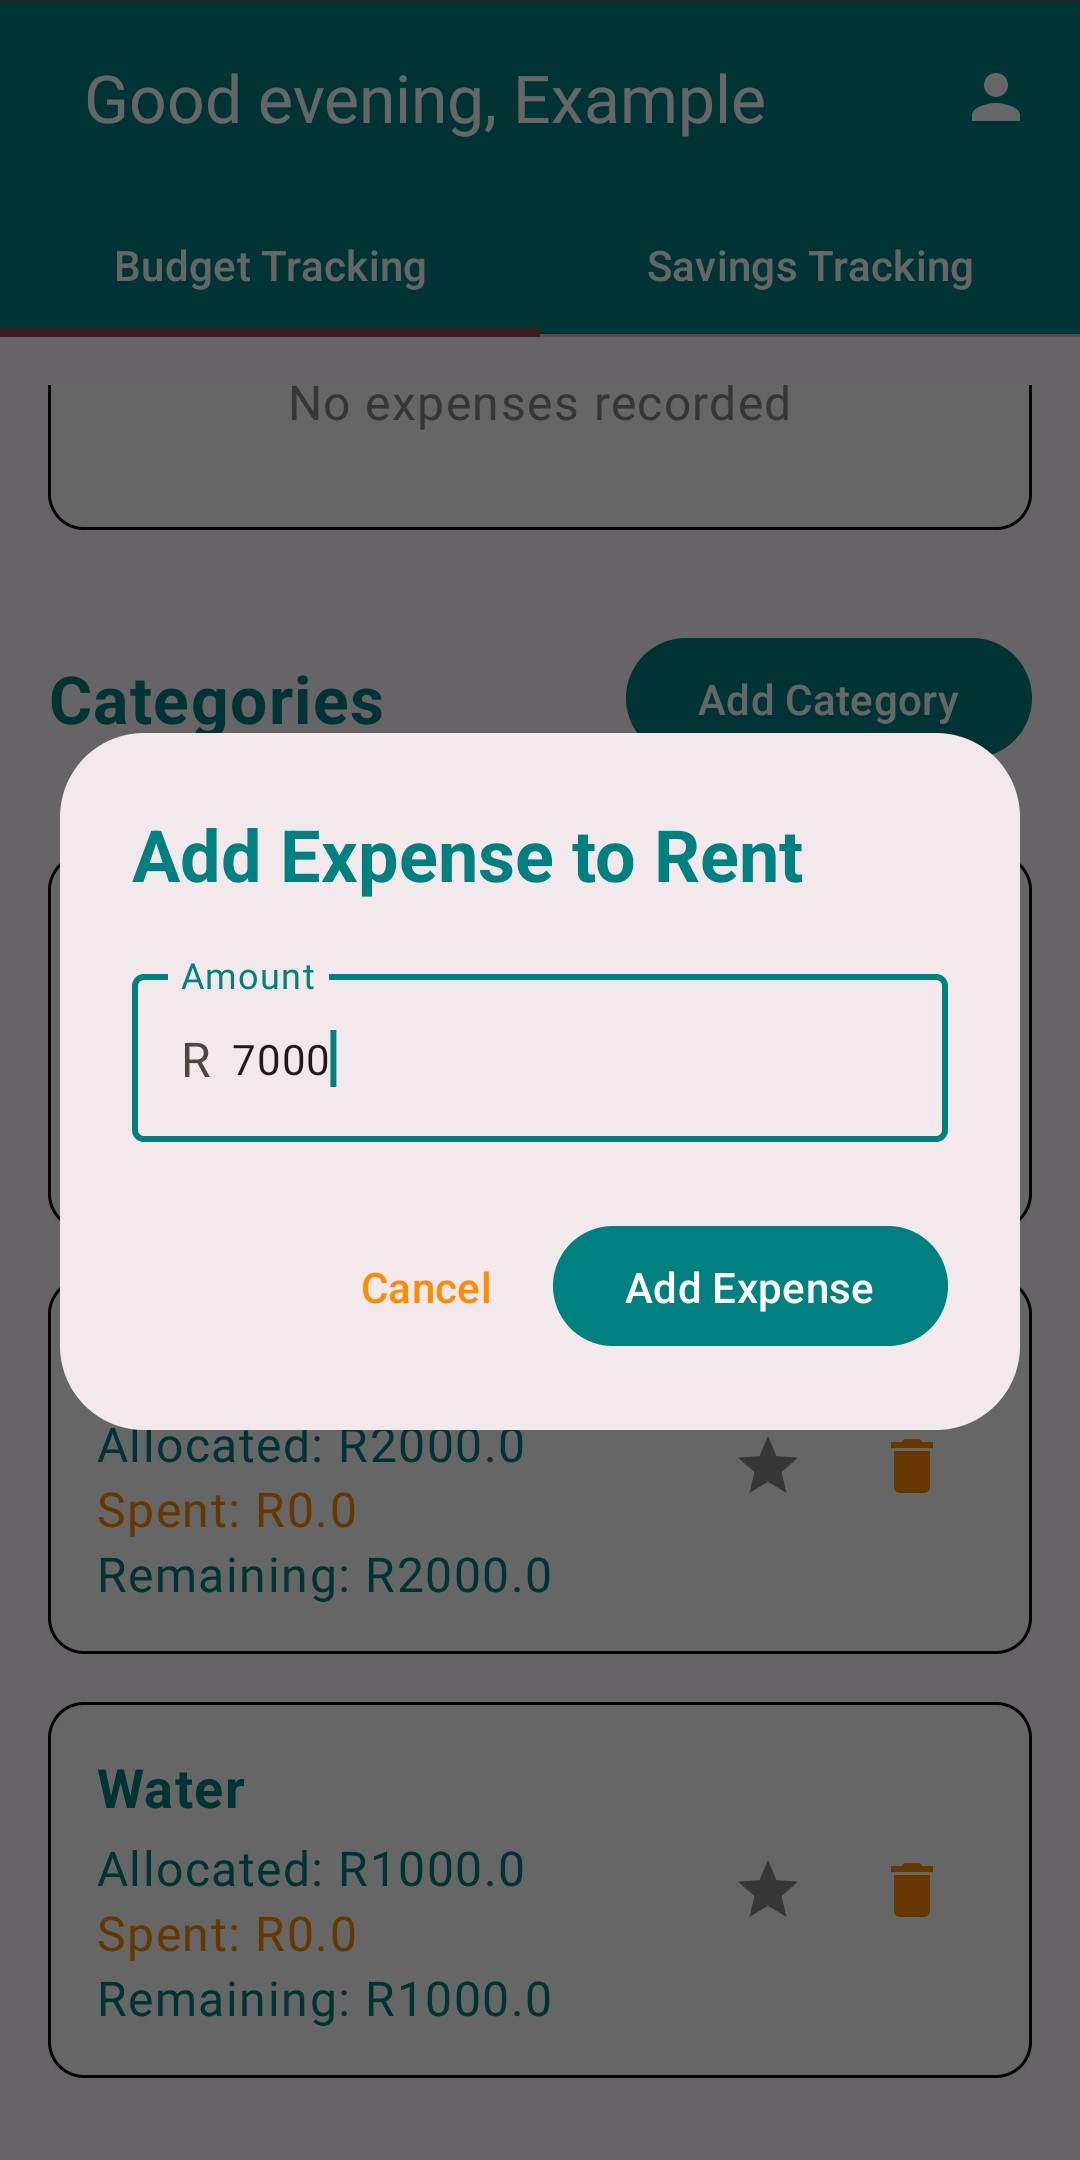 Good evening, Example
Budget Tracking
Savings Tracking
No expenses recorded
Categories
Add Category
Add Expense to Rent
Amount
R 7000
Cancel
Add Expense
Allocated: R2000.0
Spent: R0.0
Remaining: R2000.0
Water
Allocated: R1000.0
Spent: R0.0
Remaining: R1000.0